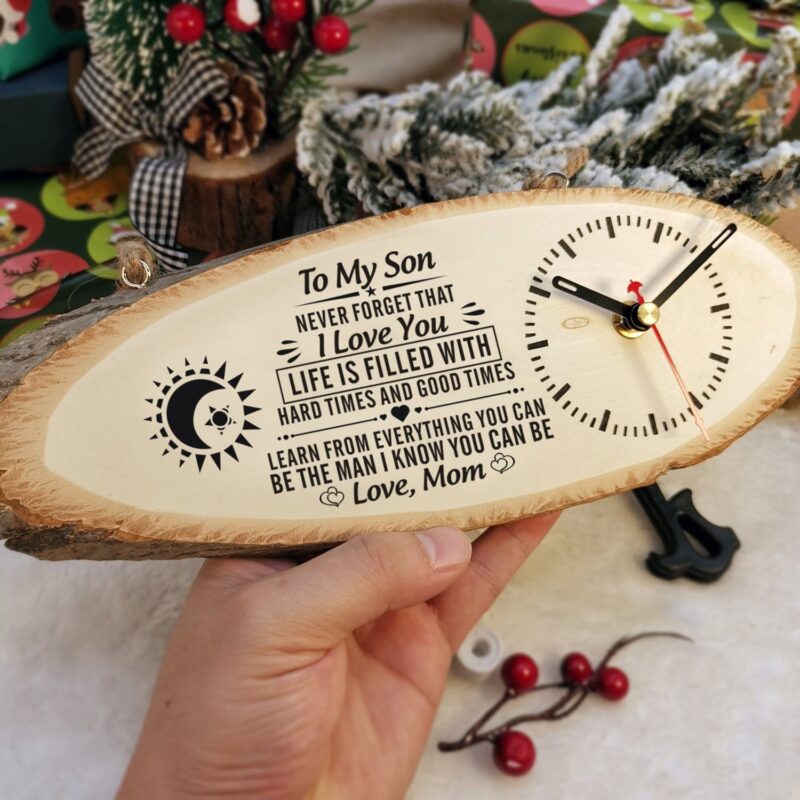 To My Son
NEVER FORGET THAT
I Love You
LIFE IS FILLED WITH
HARD TIMES AND GOOD TIMES
LEARN FROM EVERYTHING YOU CAN
BE THE MAN I KNOW YOU CAN BE
Love, Mom